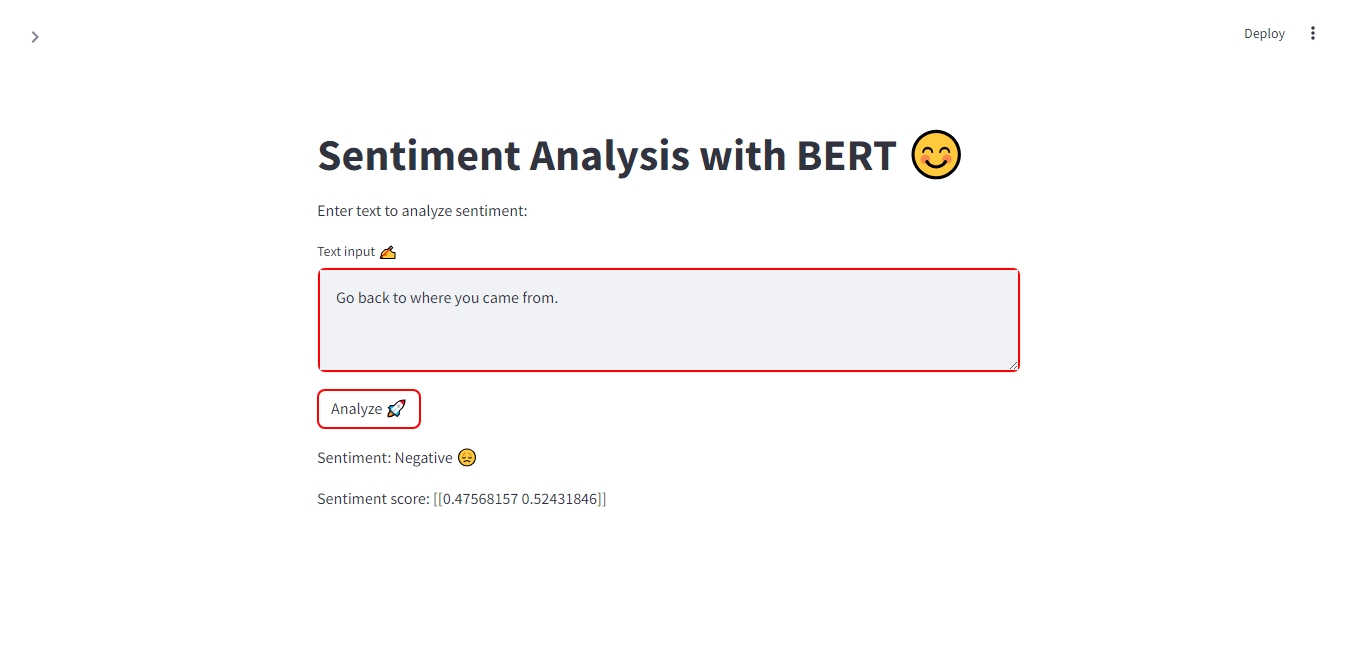 Deploy
Sentiment Analysis with BERT 😊
Enter text to analyze sentiment:
Text input ✍️
Go back to where you came from.
Analyze 🚀
Sentiment: Negative 😞
Sentiment score: [[0.47568157 0.52431846]]